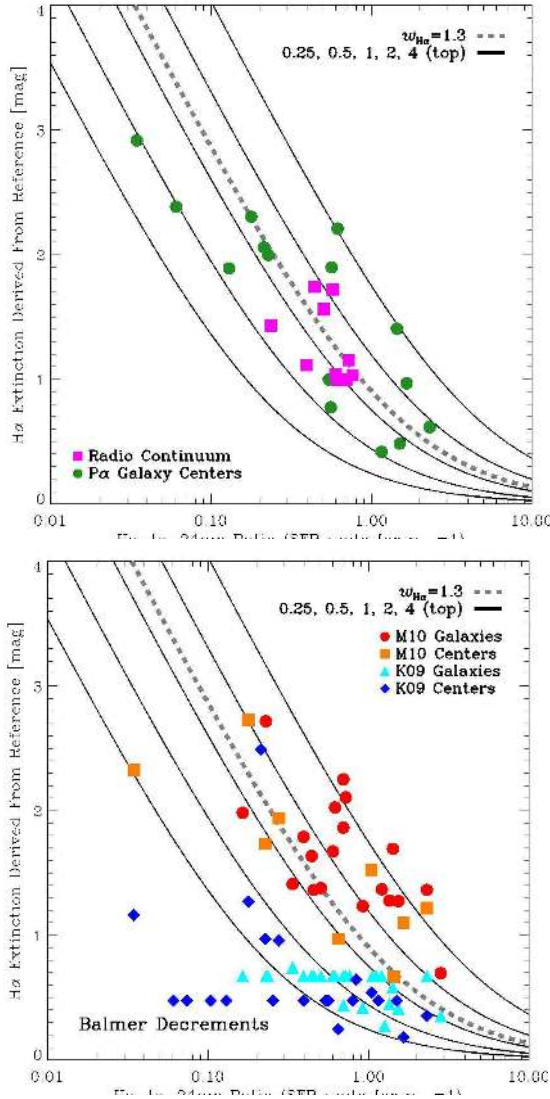 4
3
2
1
0
Hα Extinction Derived From Reference [mag]
w_Hα=1.3
0.25, 0.5, 1, 2, 4 (top)
Radio Continuum
Pα Galaxy Centers
0.01 0.10 1.00 10.00
4
3
2
1
0
Hα Extinction Derived From Reference [mag]
w_Hα=1.3
0.25, 0.5, 1, 2, 4 (top)
M10 Galaxies
M10 Centers
K09 Galaxies
K09 Centers
Balmer Decrements
0.01 0.10 1.00 10.00